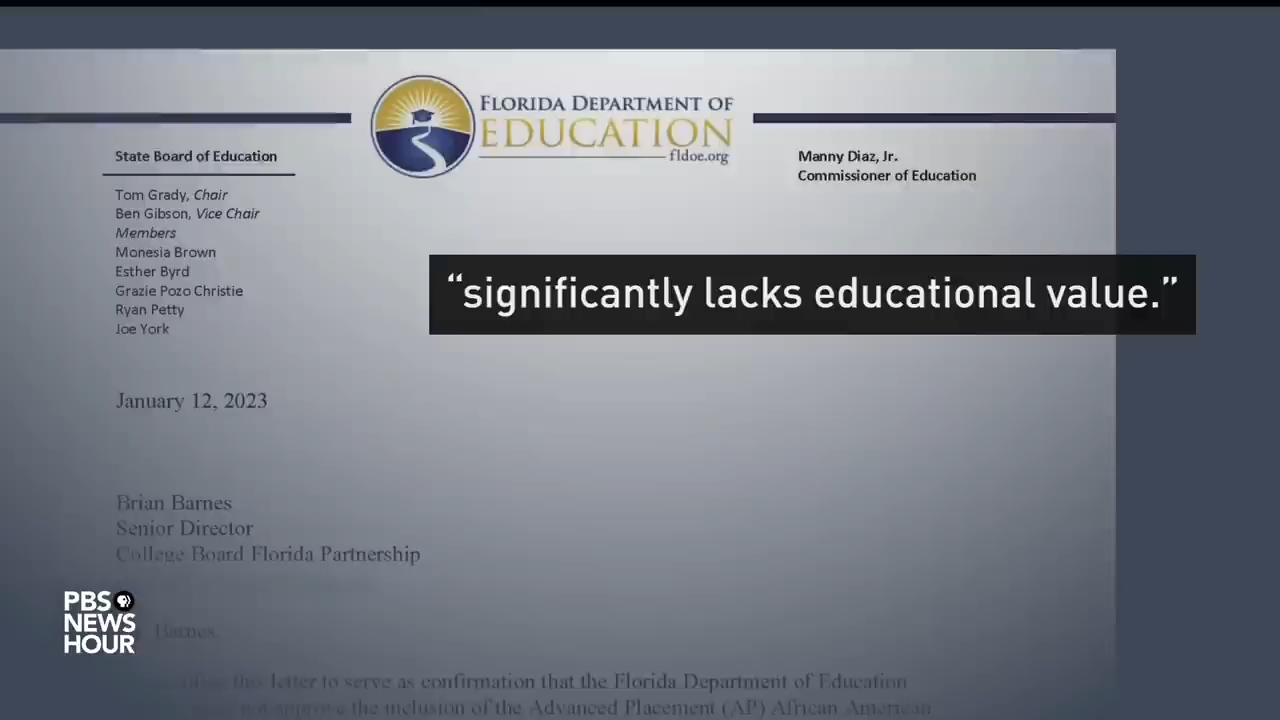 FLORIDA DEPARTMENT OF
EDUCATION
fldoe.org
State Board of Education
Tom Grady, Chair
Ben Gibson, Vice Chair
Members
Monesia Brown
Esther Byrd
Grazie Pozo Christie
Ryan Petty
Joe York
Manny Diaz, Jr.
Commissioner of Education
“significantly lacks educational value.”
January 12, 2023
Brian Barnes
Senior Director
College Board Florida Partnership
Barnes,
this letter to serve as confirmation that the Florida Department of Education
not approve the inclusion of the Advanced Placement (AP) African American
PBS
NEWS
HOUR